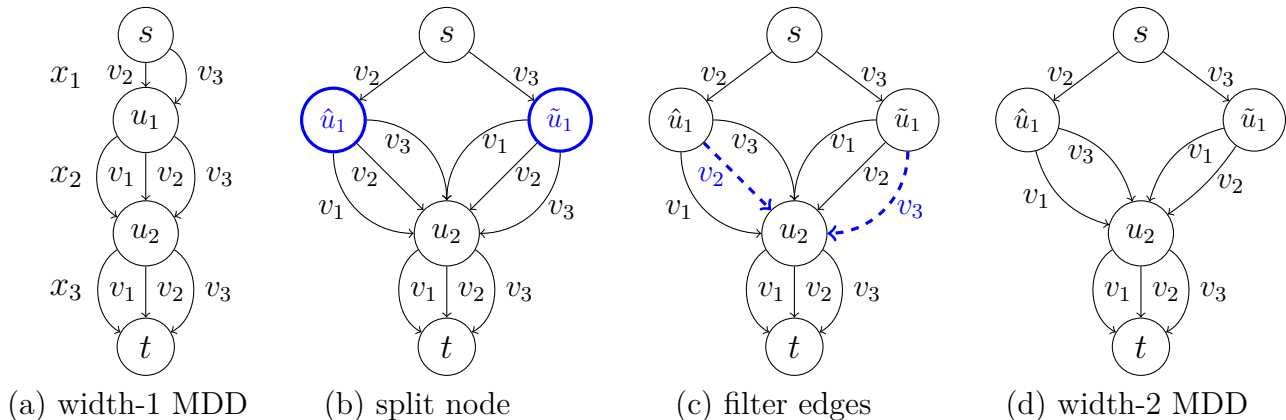 s s s s
x₁ v₂ v₃ v₂ v₃ v₂ v₃ v₂ v₃
u₁ û₁ ũ₁ û₁ ũ₁ û₁ ũ₁
x₂ v₁ v₂ v₃ v₃ v₁ v₃ v₁ v₃ v₁
v₂ v₂ v₂ v₂ v₂
v₁ v₃ v₁ v₃ v₁
u₂ u₂ u₂ u₂
x₃ v₁ v₂ v₃ v₁ v₂ v₃ v₁ v₂ v₃ v₁ v₂ v₃
t t t t
(a) width-1 MDD (b) split node (c) filter edges (d) width-2 MDD